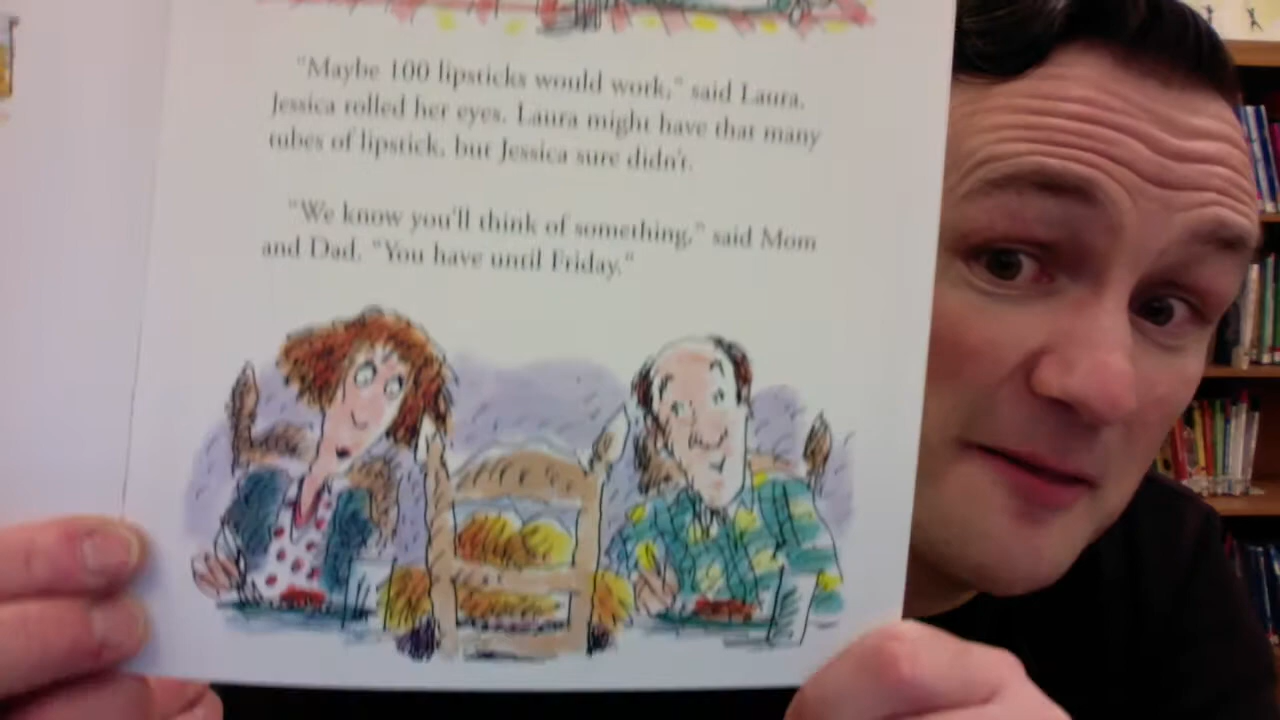 "Maybe 100 lipsticks would work," said Laura.
Jessica rolled her eyes. Laura might have that many
tubes of lipstick, but Jessica sure didn't.
"We know you'll think of something," said Mom
and Dad. "You have until Friday."